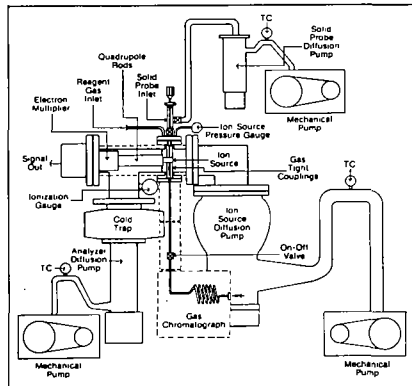 TC
Solid
Probe
Diffusion
Pump
Quadrupole
Rods
Solid
Probe
Inlet
Reagent
Gas
Inlet
Electron
Multiplier
Mechanical
Pump
Ion Source
Pressure Gauge
Signal
Out
Ion
Source
Gas
Tight
Couplings
TC
Ionization
Gauge
Cold
Trap
Ion
Source
Diffusion
Pump
On-Off
Valve
Analyzer
Diffusion
Pump
TC
Gas
Chromatograph
Mechanical
Pump
Mechanical
Pump